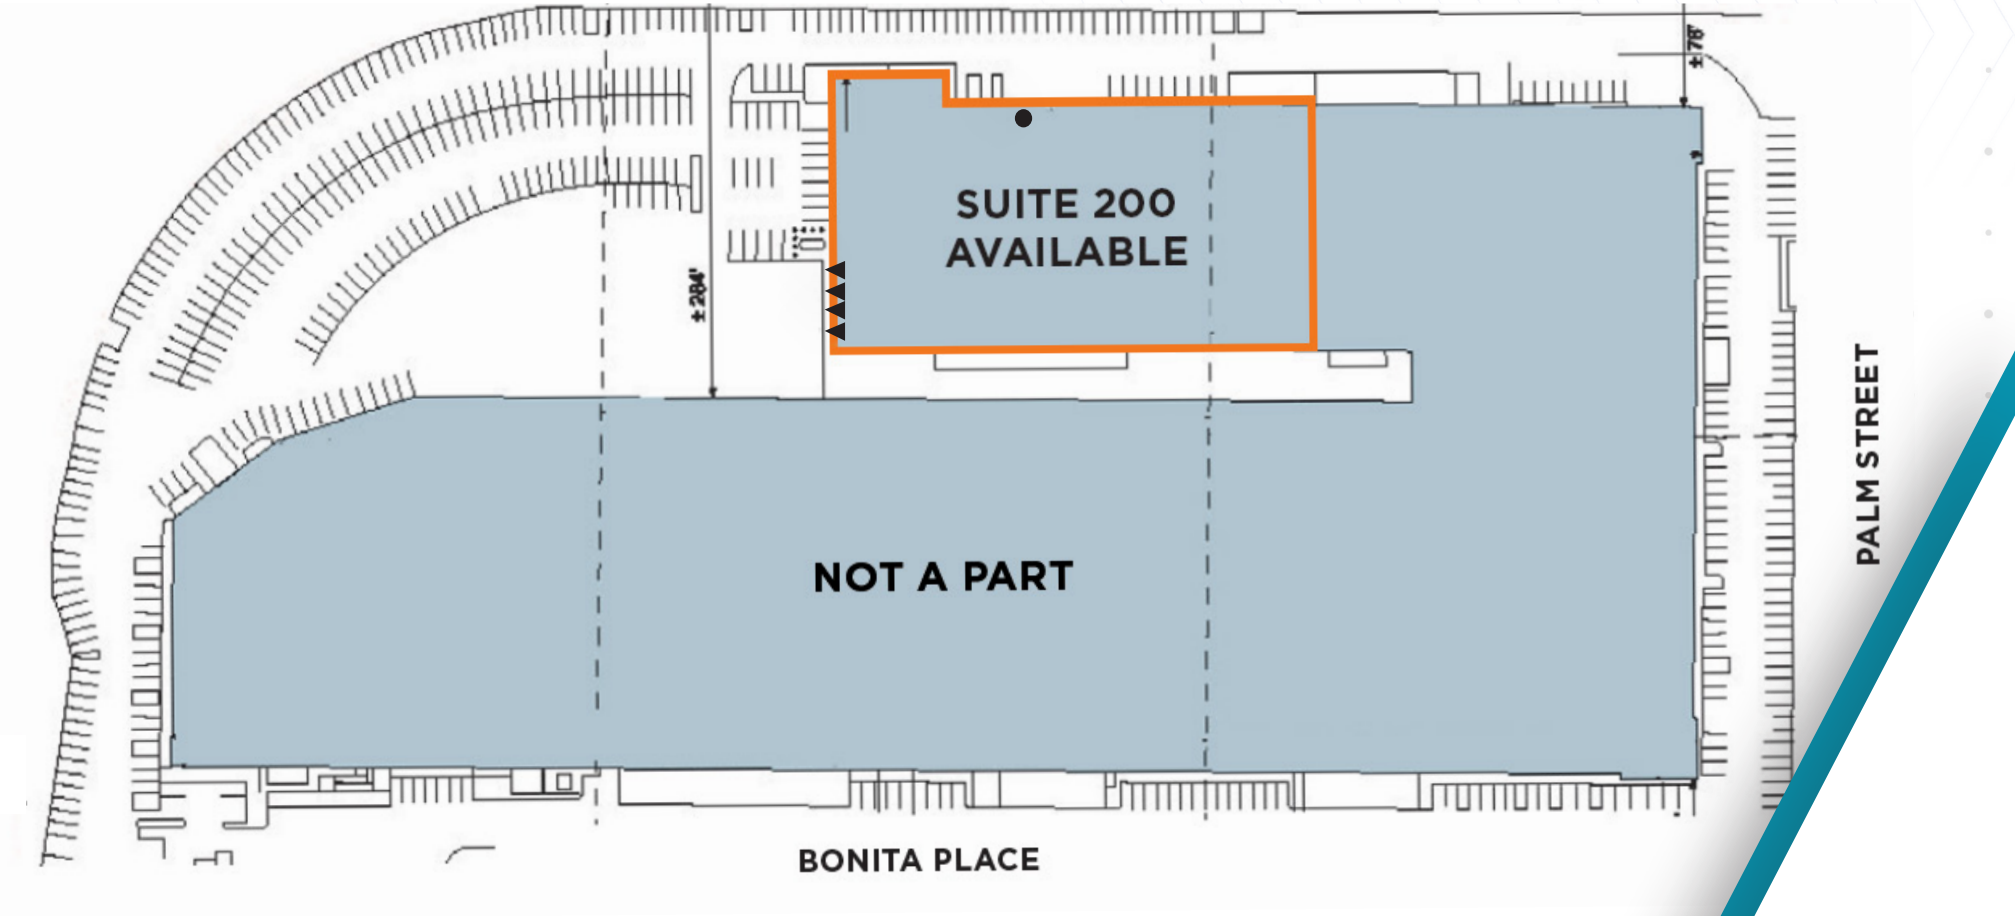 ±78'
SUITE 200
AVAILABLE
±284'
PALM STREET
NOT A PART
BONITA PLACE